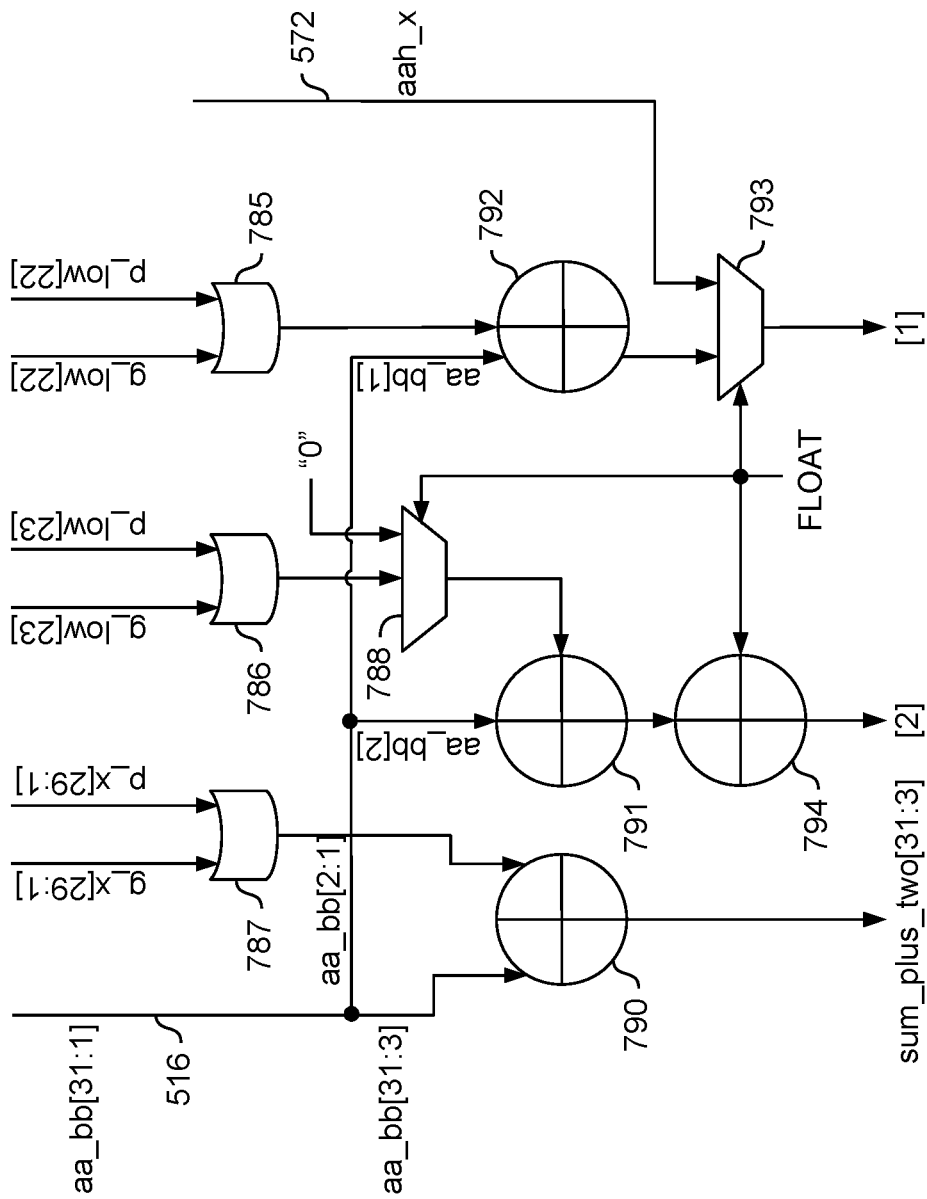 aa_bb[31:1]
516
aa_bb[31:3]
aa_bb[2:1]
g_x[29:1]
p_x[29:1]
787
790
sum_plus_two[31:3]
g_low[23]
p_low[23]
786
"0"
788
aa_bb[2]
791
794
[2]
FLOAT
g_low[22]
p_low[22]
785
aa_bb[1]
792
793
[1]
572
aah_x